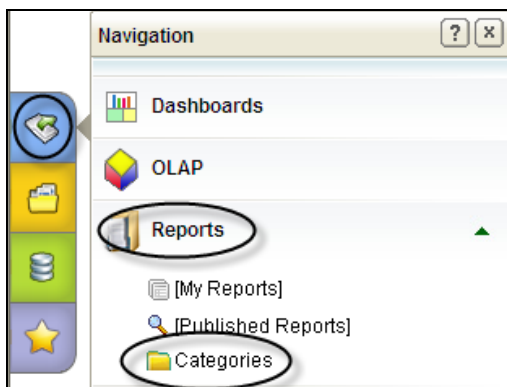 Navigation ? x
Dashboards
OLAP
Reports
[My Reports]
[Published Reports]
Categories